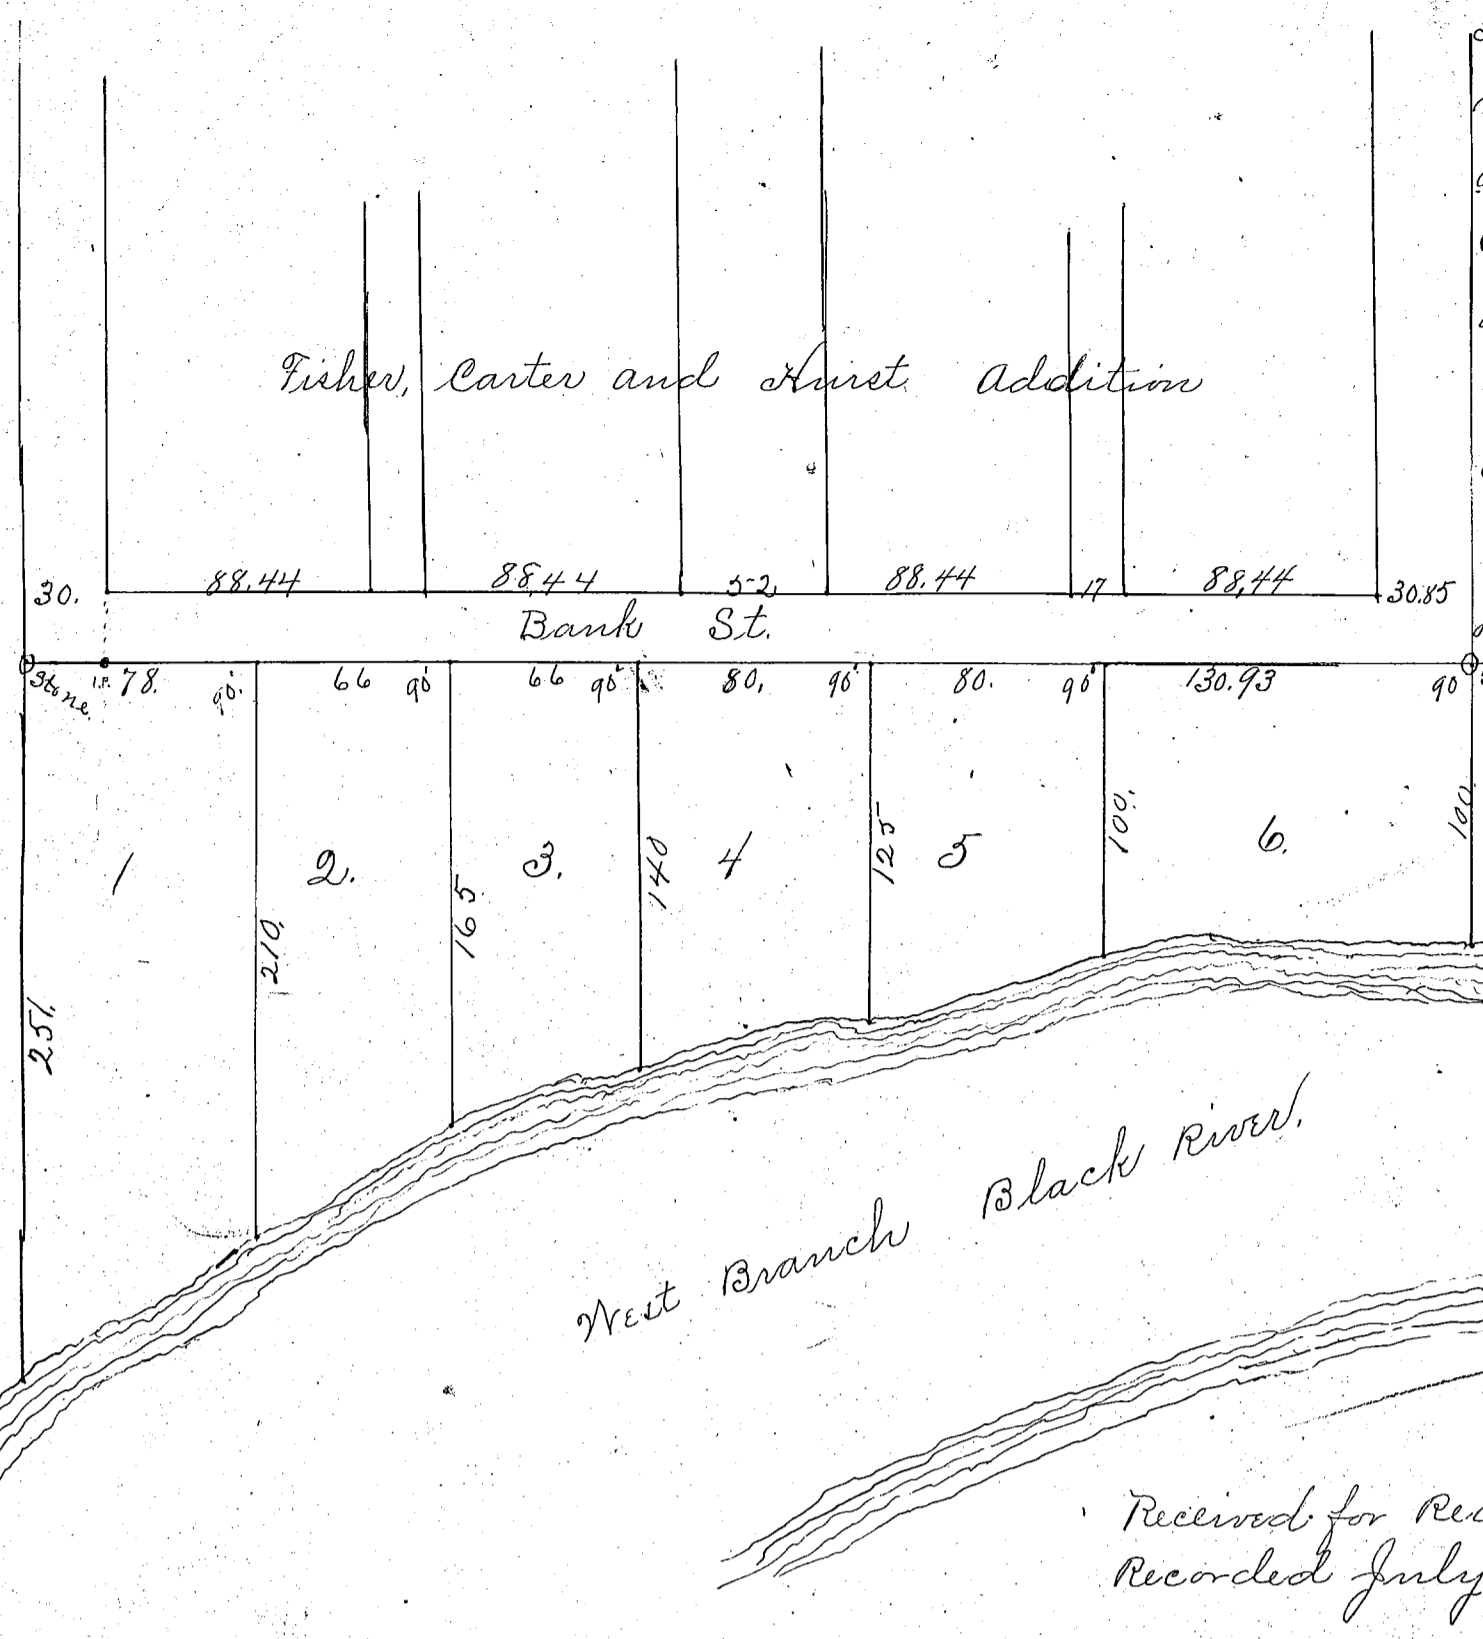 Fisher, Carter and Hurst Addition
30. 88.44 88.44 52 88.44 17 88.44 30.85
Bank St.
Stone. I.P. 78. 90° 66 90° 66 90° 80. 90° 80. 90° 130.93 90
1 2. 3. 4 5 6.
251. 210. 165 140 125 100. 100.
West Branch Black River.
Received for
Recorded July